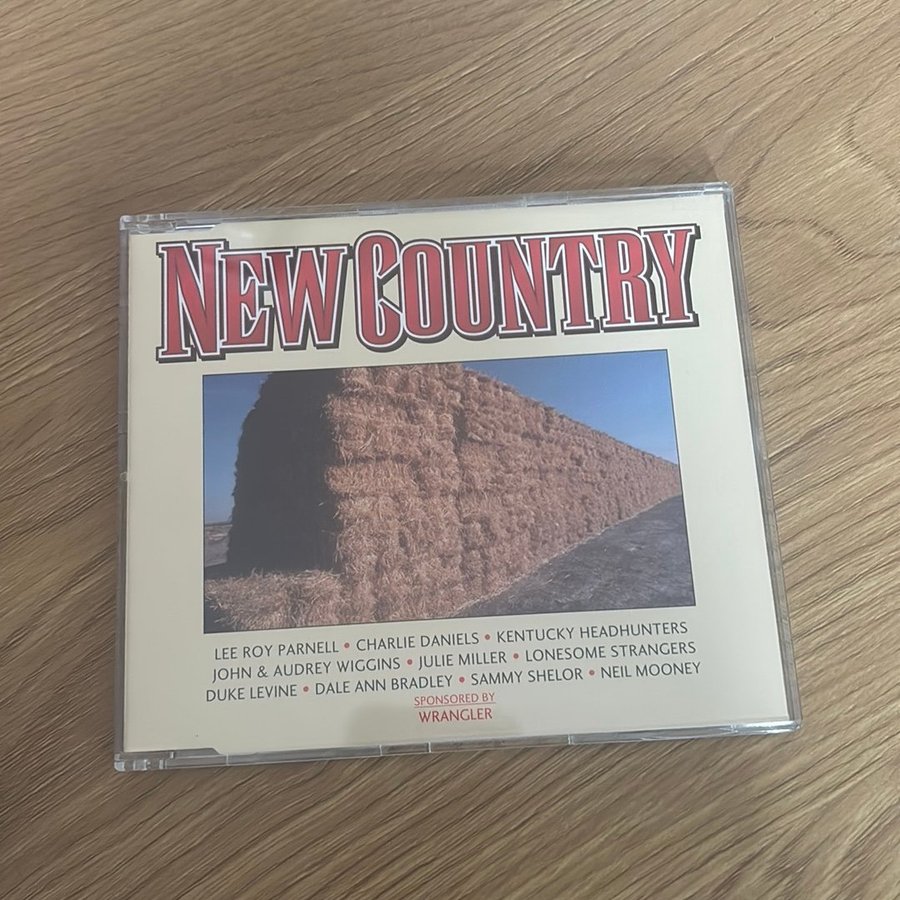 NEW COUNTRY
LEE ROY PARNELL • CHARLIE DANIELS • KENTUCKY HEADHUNTERS
JOHN & AUDREY WIGGINS • JULIE MILLER • LONESOME STRANGERS
DUKE LEVINE • DALE ANN BRADLEY • SAMMY SHELOR • NEIL MOONEY
SPONSORED BY
WRANGLER